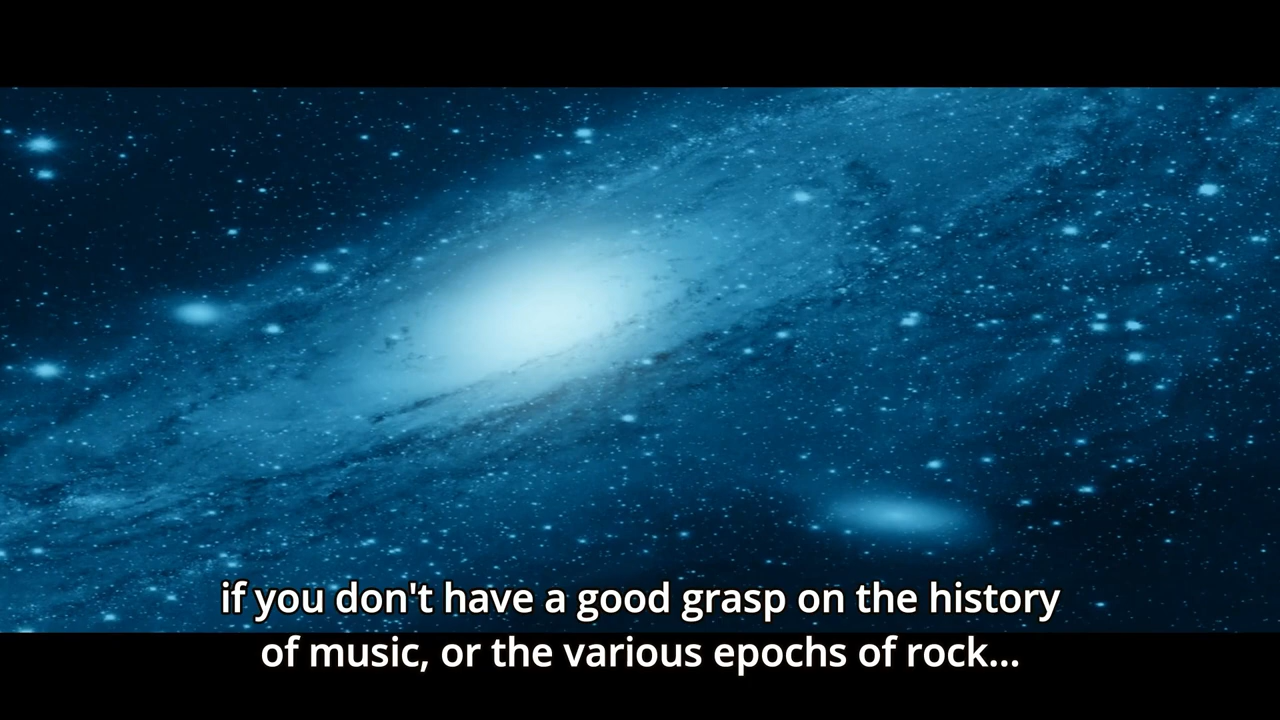 if you don't have a good grasp on the history
of music, or the various epochs of rock...